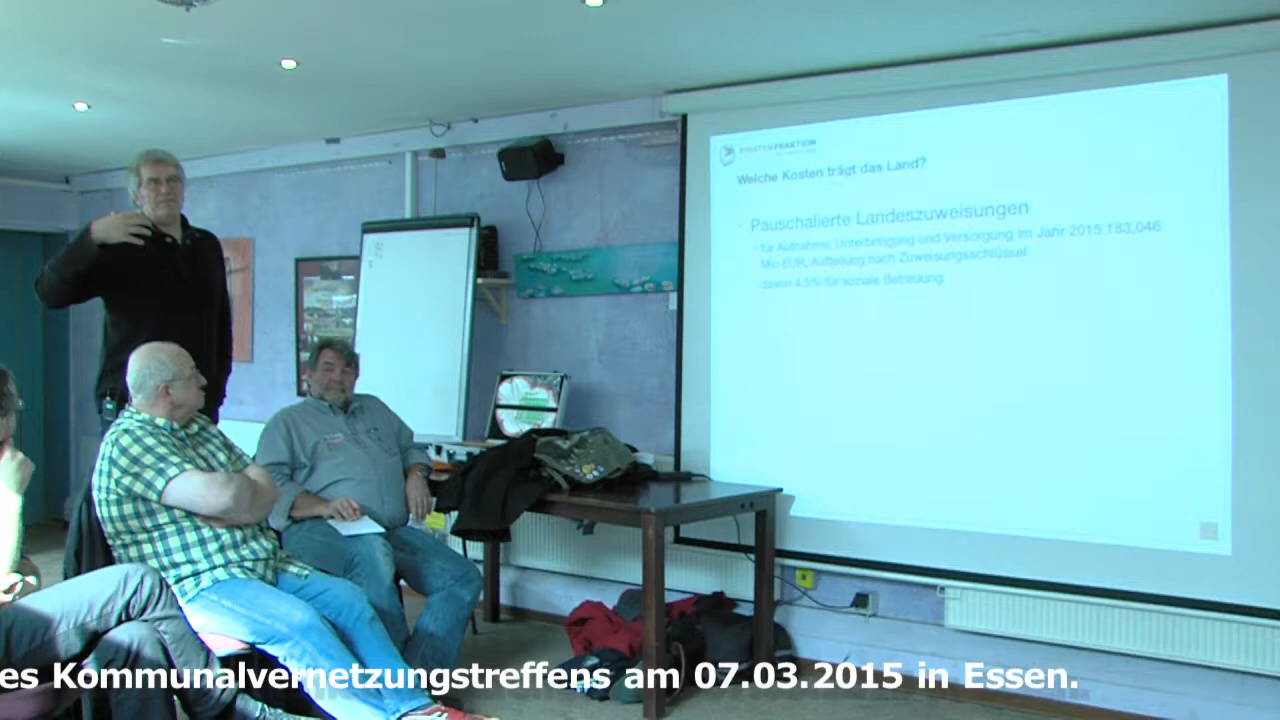 PIRATENFRAKTION
Welche Kosten trägt das Land?
Pauschalierte Landeszuweisungen
für Aufnahme, Unterbringung und Versorgung im Jahr 2015 183,046
Mio EUR, Aufteilung nach Zuweisungsschlüssel
davon 4,5% für soziale Betreuung
es Kommunalvernetzungstreffens am 07.03.2015 in Essen.